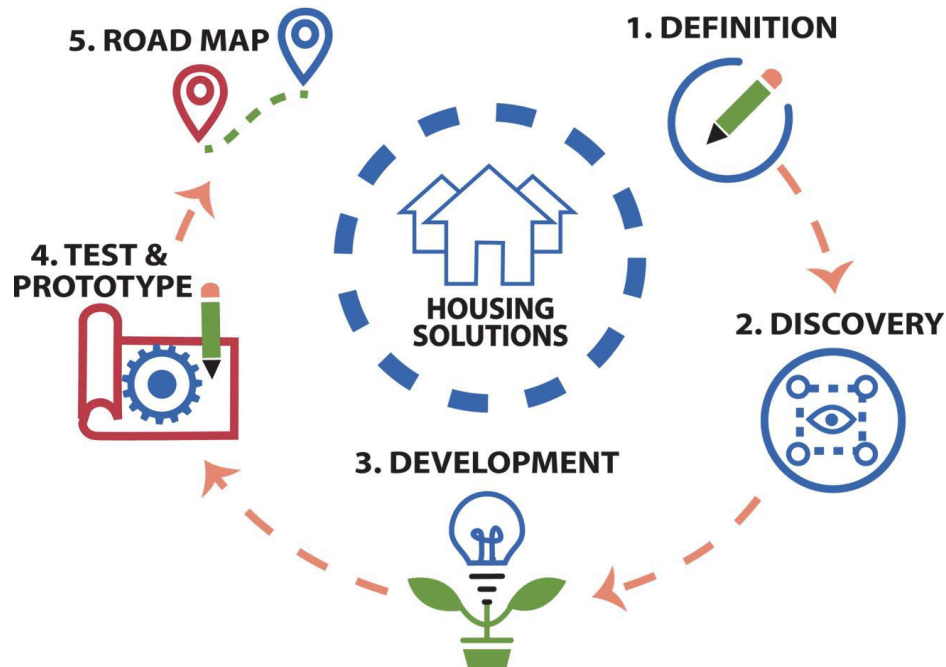 1. DEFINITION
2. DISCOVERY
3. DEVELOPMENT
4. TEST &
PROTOTYPE
5. ROAD MAP
HOUSING
SOLUTIONS